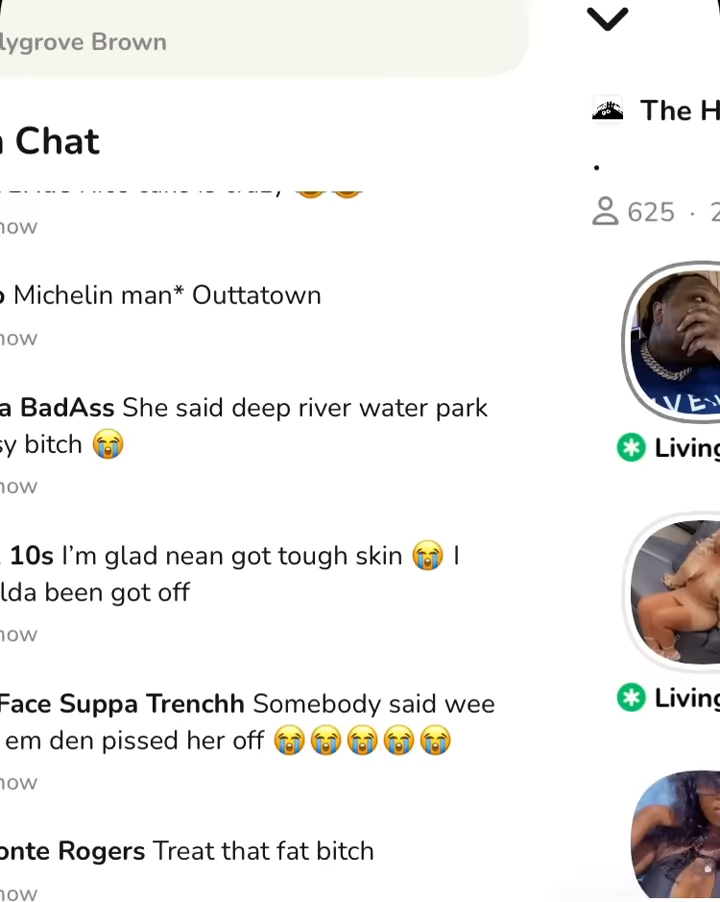 lygrove Brown
Chat
now
Michelin man* Outtatown
now
a BadAss She said deep river water park
sy bitch 😭
now
10s I’m glad nean got tough skin 😭 I
lda been got off
now
Face Suppa Trenchh Somebody said wee
em den pissed her off 😭😭😭😭😭
now
onte Rogers Treat that fat bitch
now
The H
.
625 · 2
Living
Living